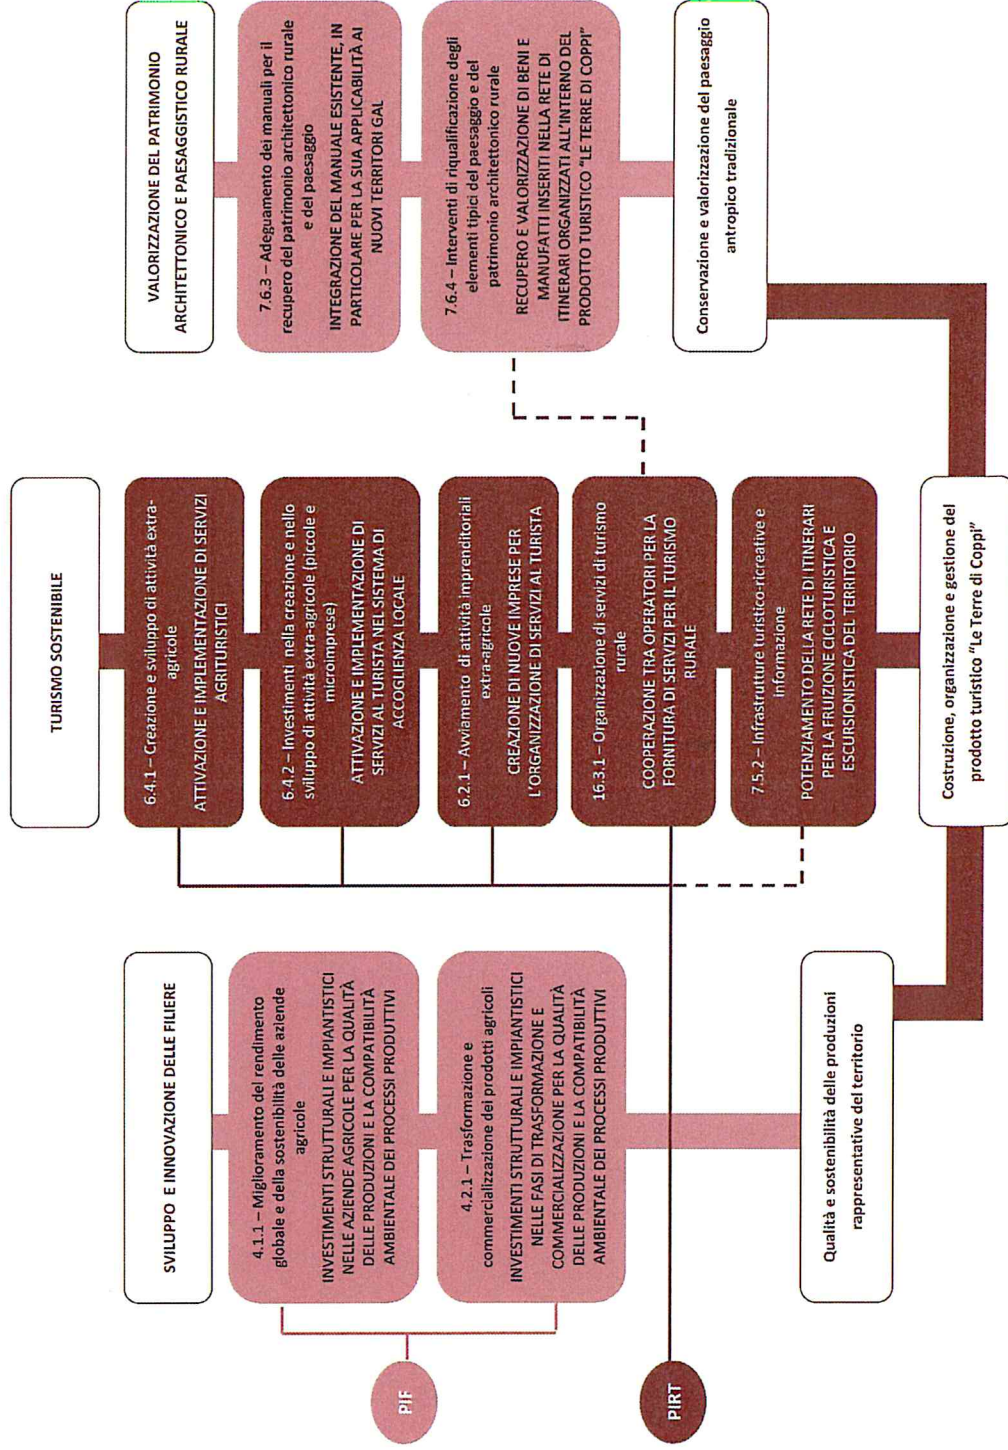 SVILUPPO E INNOVAZIONE DELLE FILIERE
4.1.1 – Miglioramento del rendimento
globale e della sostenibilità delle aziende
agricole
INVESTIMENTI STRUTTURALI E IMPIANTISTICI
NELLE AZIENDE AGRICOLE PER LA QUALITÀ
DELLE PRODUZIONI E LA COMPATIBILITÀ
AMBIENTALE DEI PROCESSI PRODUTTIVI
4.2.1 – Trasformazione e
commercializzazione dei prodotti agricoli
INVESTIMENTI STRUTTURALI E IMPIANTISTICI
NELLE FASI DI TRASFORMAZIONE E
COMMERCIALIZZAZIONE PER LA QUALITÀ
DELLE PRODUZIONI E LA COMPATIBILITÀ
AMBIENTALE DEI PROCESSI PRODUTTIVI
PIF
PIRT
Qualità e sostenibilità delle produzioni
rappresentative del territorio
TURISMO SOSTENIBILE
6.4.1 – Creazione e sviluppo di attività extra-
agricole
ATTIVAZIONE E IMPLEMENTAZIONE DI SERVIZI
AGRITURISTICI
6.4.2 – Investimenti nella creazione e nello
sviluppo di attività extra-agricole (piccole e
microimprese)
ATTIVAZIONE E IMPLEMENTAZIONE DI
SERVIZI AL TURISTA NEL SISTEMA DI
ACCOGLIENZA LOCALE
6.2.1 – Avviamento di attività imprenditoriali
extra-agricole
CREAZIONE DI NUOVE IMPRESE PER
L'ORGANIZZAZIONE DI SERVIZI AL TURISTA
16.3.1 – Organizzazione di servizi di turismo
rurale
COOPERAZIONE TRA OPERATORI PER LA
FORNITURA DI SERVIZI PER IL TURISMO
RURALE
7.5.2 – Infrastrutture turistico-ricreative e
informazione
POTENZIAMENTO DELLA RETE DI ITINERARI
PER LA FRUIZIONE CICLOTURISTICA E
ESCURSIONISTICA DEL TERRITORIO
Costruzione, organizzazione e gestione del
prodotto turistico "Le Terre di Coppi"
VALORIZZAZIONE DEL PATRIMONIO
ARCHITETTONICO E PAESAGGISTICO RURALE
7.6.3 – Adeguamento dei manuali per il
recupero del patrimonio architettonico rurale
e del paesaggio
INTEGRAZIONE DEL MANUALE ESISTENTE, IN
PARTICOLARE PER LA SUA APPLICABILITÀ AI
NUOVI TERRITORI GAL
7.6.4 – Interventi di riqualificazione degli
elementi tipici del paesaggio e del
patrimonio architettonico rurale
RECUPERO E VALORIZZAZIONE DI BENI E
MANUFATTI INSERITI NELLA RETE DI
ITINERARI ORGANIZZATI ALL'INTERNO DEL
PRODOTTO TURISTICO "LE TERRE DI COPPI"
Conservazione e valorizzazione del paesaggio
antropico tradizionale